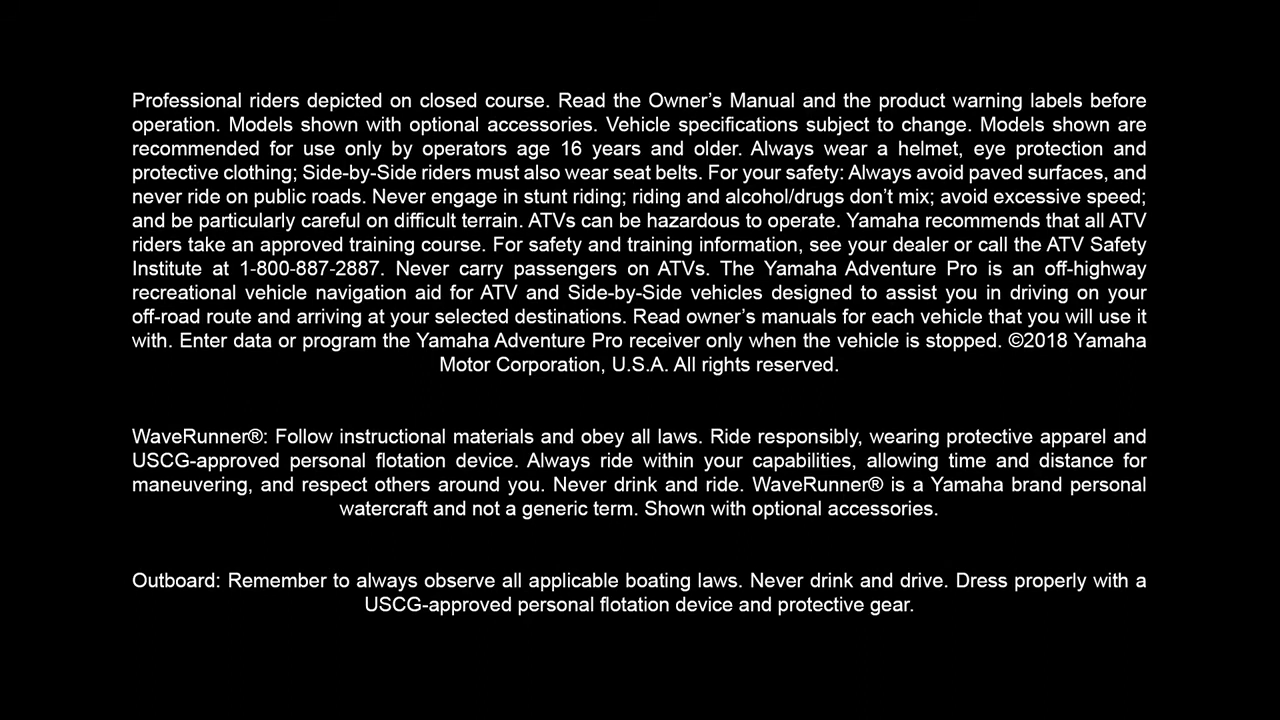 Professional riders depicted on closed course. Read the Owner’s Manual and the product warning labels before
operation. Models shown with optional accessories. Vehicle specifications subject to change. Models shown are
recommended for use only by operators age 16 years and older. Always wear a helmet, eye protection and
protective clothing; Side-by-Side riders must also wear seat belts. For your safety: Always avoid paved surfaces, and
never ride on public roads. Never engage in stunt riding; riding and alcohol/drugs don’t mix; avoid excessive speed;
and be particularly careful on difficult terrain. ATVs can be hazardous to operate. Yamaha recommends that all ATV
riders take an approved training course. For safety and training information, see your dealer or call the ATV Safety
Institute at 1-800-887-2887. Never carry passengers on ATVs. The Yamaha Adventure Pro is an off-highway
recreational vehicle navigation aid for ATV and Side-by-Side vehicles designed to assist you in driving on your
off-road route and arriving at your selected destinations. Read owner’s manuals for each vehicle that you will use it
with. Enter data or program the Yamaha Adventure Pro receiver only when the vehicle is stopped. ©2018 Yamaha
Motor Corporation, U.S.A. All rights reserved.
WaveRunner®: Follow instructional materials and obey all laws. Ride responsibly, wearing protective apparel and
USCG-approved personal flotation device. Always ride within your capabilities, allowing time and distance for
maneuvering, and respect others around you. Never drink and ride. WaveRunner® is a Yamaha brand personal
watercraft and not a generic term. Shown with optional accessories.
Outboard: Remember to always observe all applicable boating laws. Never drink and drive. Dress properly with a
USCG-approved personal flotation device and protective gear.